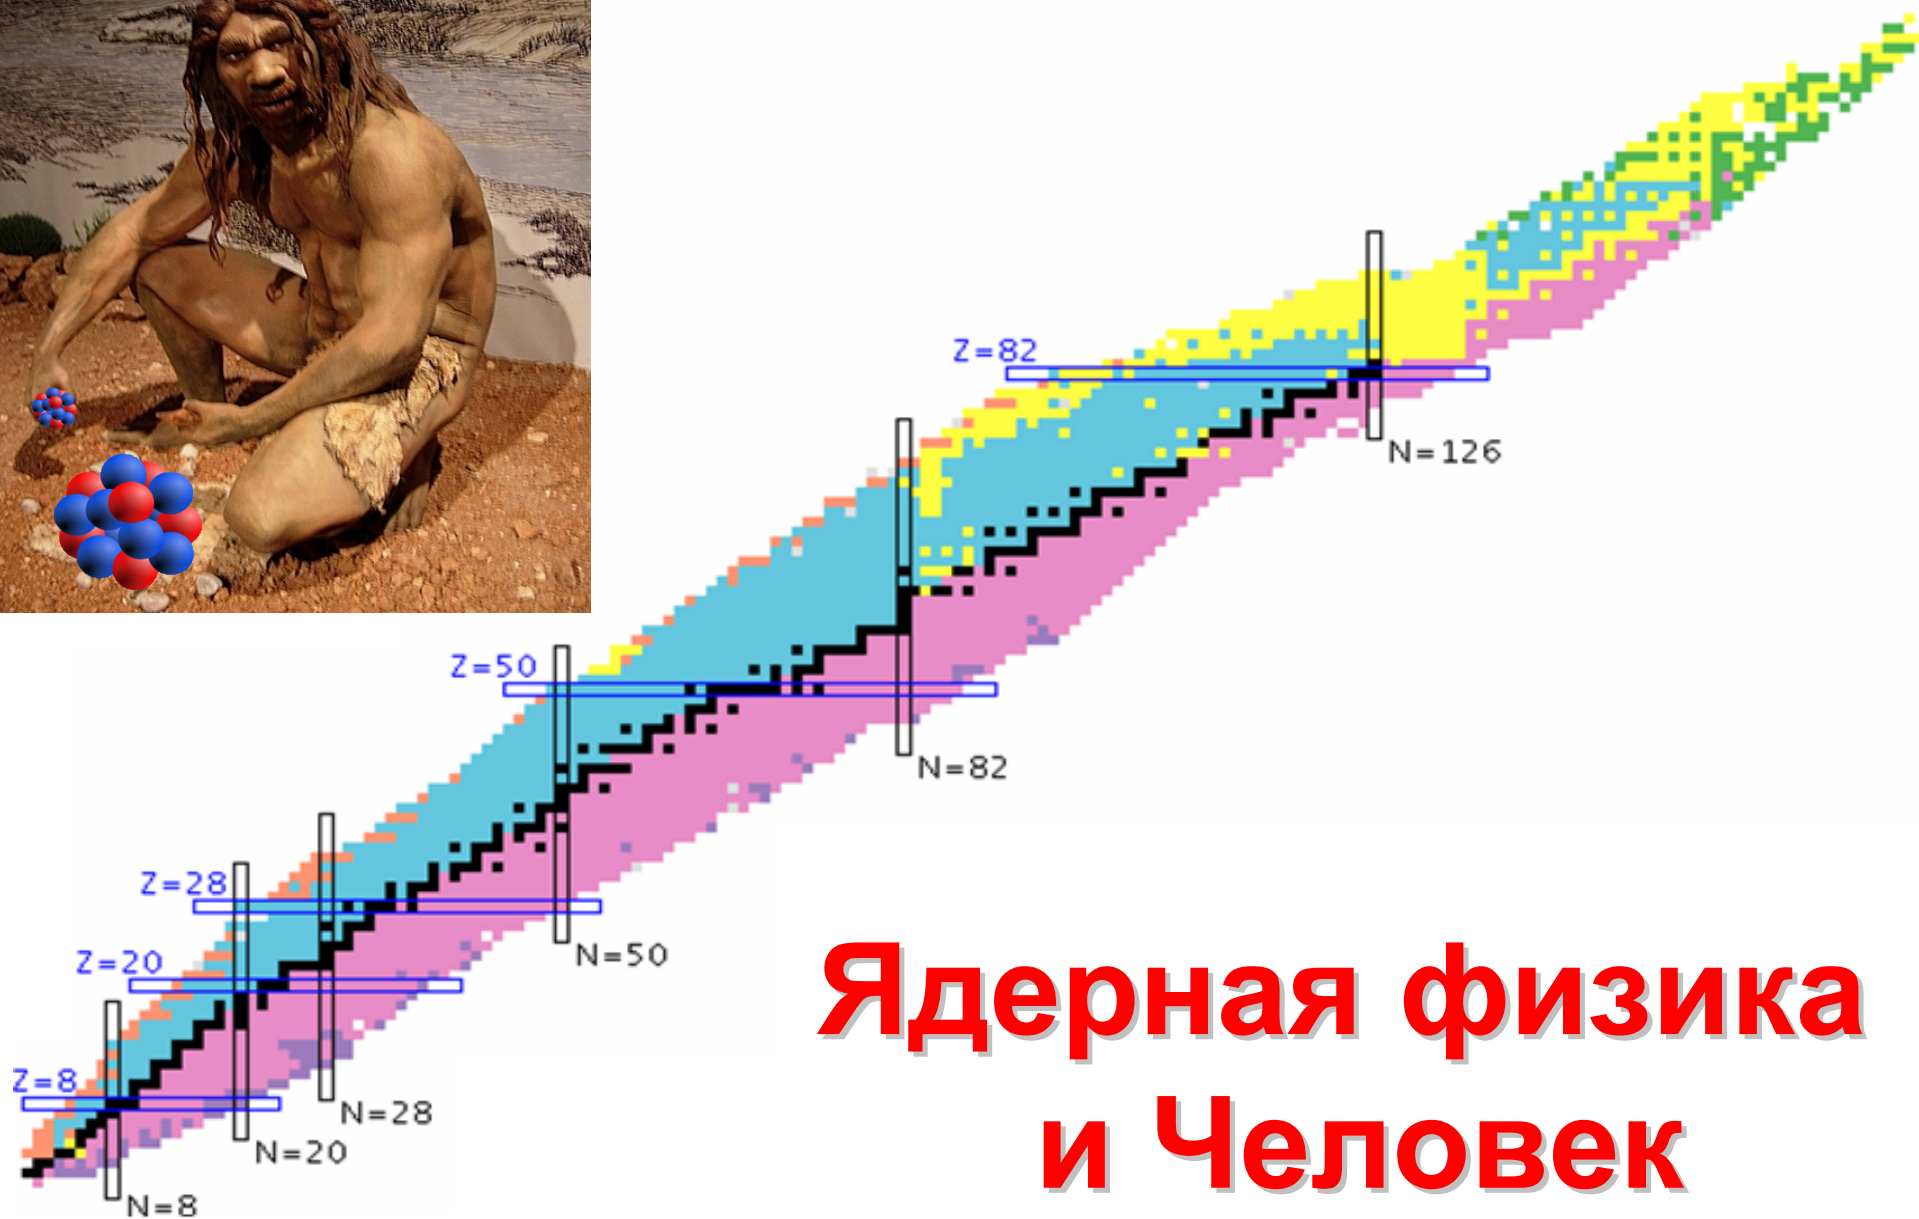 Z=82
N=126
Z=50
N=82
Z=28
N=50
Z=20
N=28
Z=8
N=20
N=8
Ядерная физика
и Человек